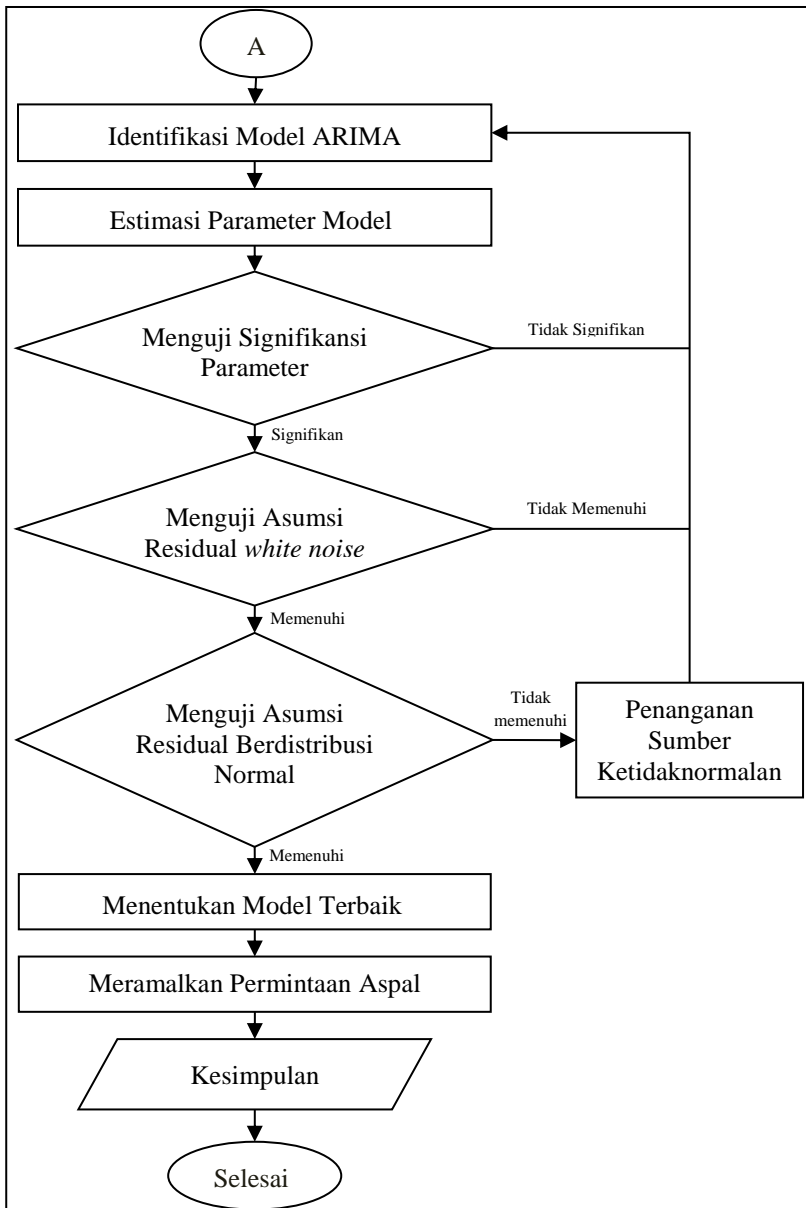 A
Identifikasi Model ARIMA
Estimasi Parameter Model
Menguji Signifikansi
Parameter
Tidak Signifikan
Signifikan
Menguji Asumsi
Residual white noise
Tidak Memenuhi
Memenuhi
Menguji Asumsi
Residual Berdistribusi
Normal
Tidak
memenuhi
Penanganan
Sumber
Ketidaknormalan
Memenuhi
Menentukan Model Terbaik
Meramalkan Permintaan Aspal
Kesimpulan
Selesai